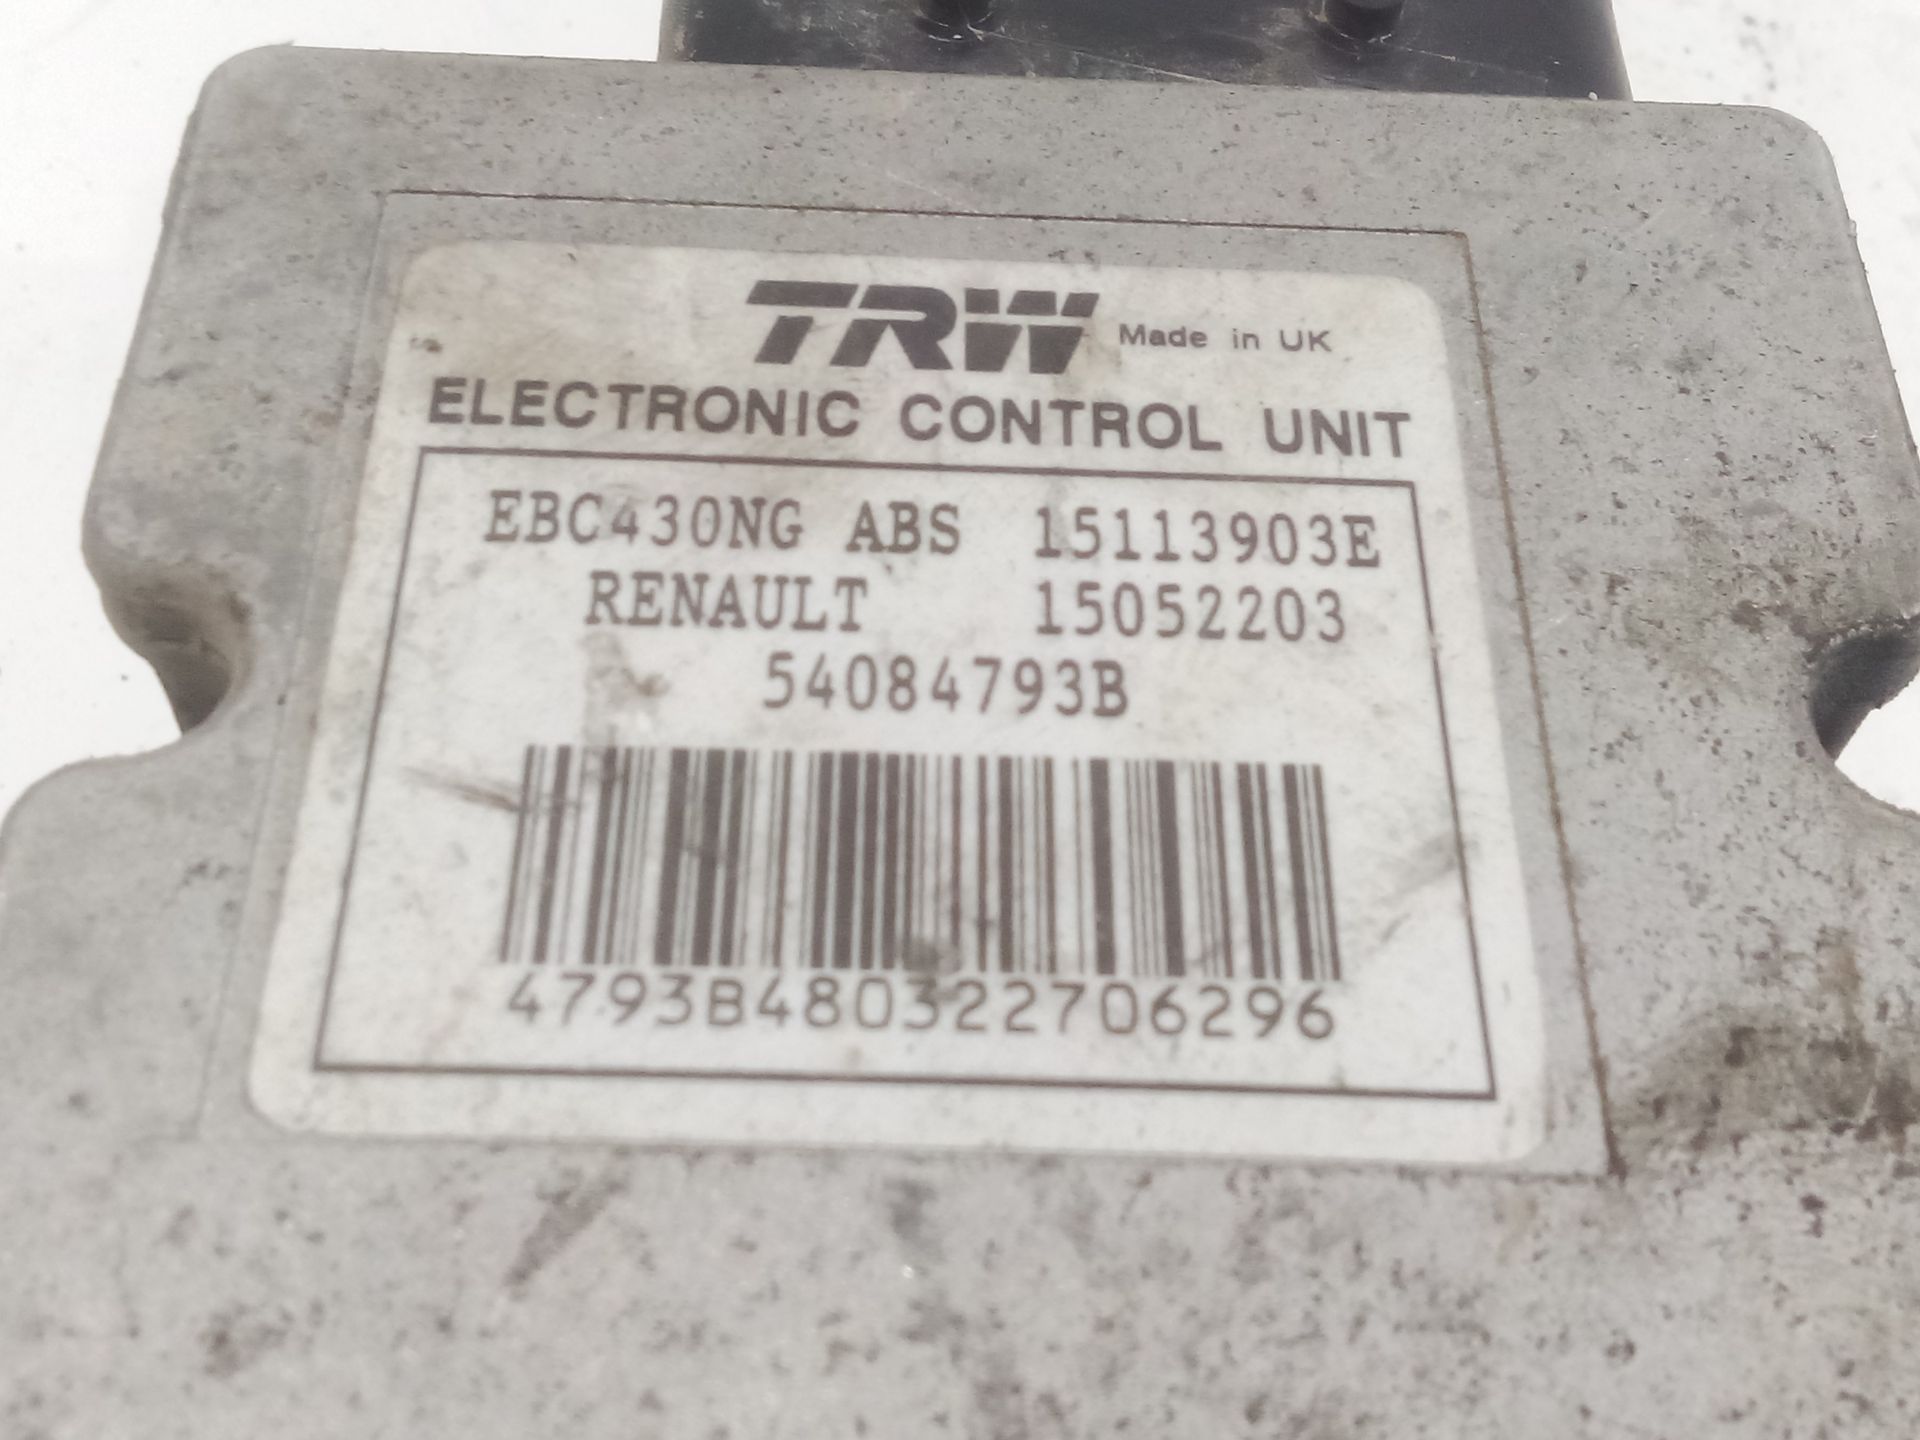 TRW Made in UK
ELECTRONIC CONTROL UNIT
EBC430NG ABS 15113903E
RENAULT 15052203
54084793B
4793B480322706296